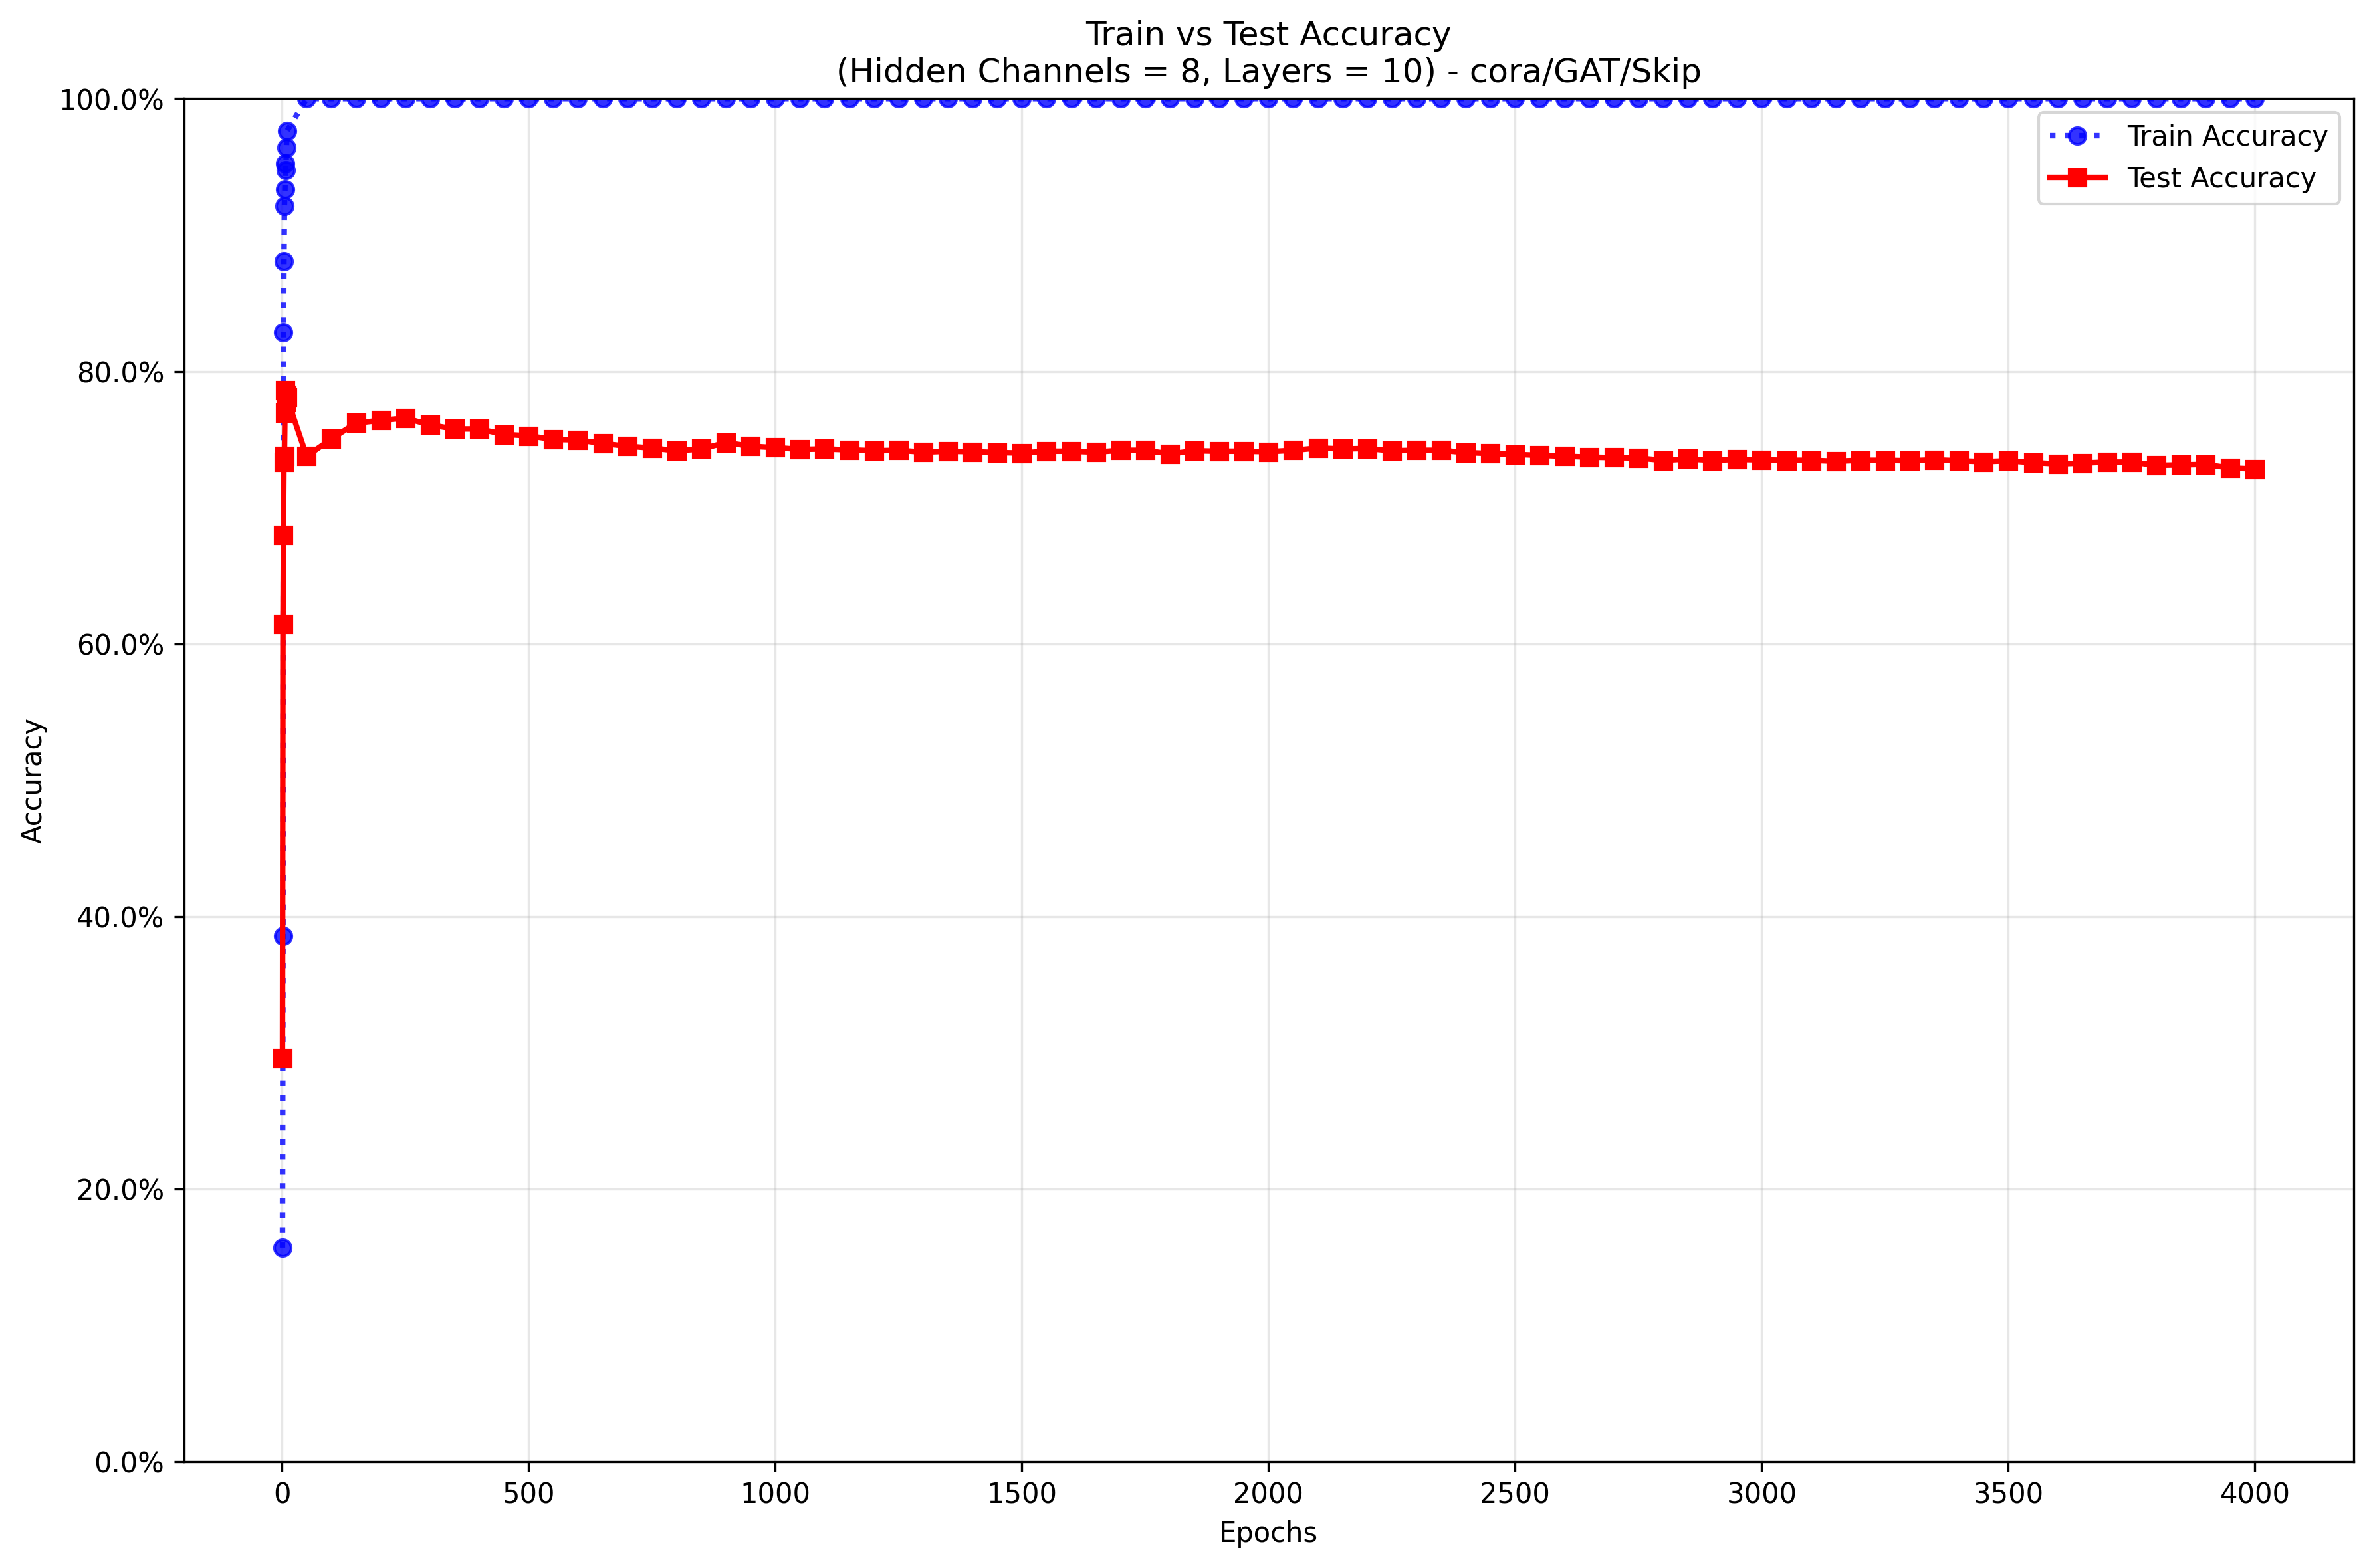 Train vs Test Accuracy
(Hidden Channels = 8, Layers = 10) - cora/GAT/Skip
100.0%
80.0%
60.0%
40.0%
20.0%
0.0%
Accuracy
Train Accuracy
Test Accuracy
0 500 1000 1500 2000 2500 3000 3500 4000
Epochs